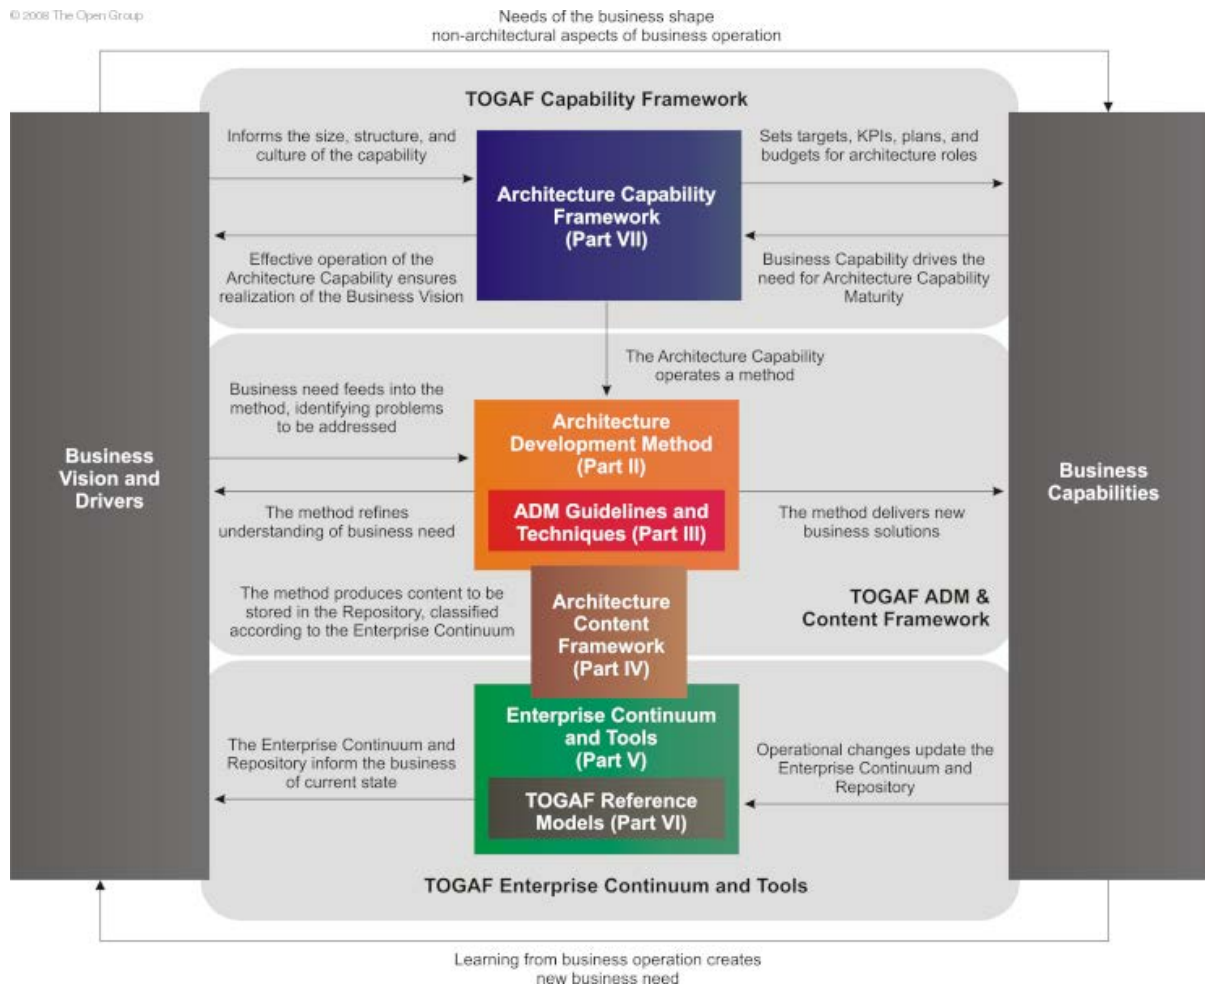 © 2008 The Open Group
Needs of the business shape
non-architectural aspects of business operation
TOGAF Capability Framework
Informs the size, structure, and
culture of the capability
Sets targets, KPIs, plans, and
budgets for architecture roles
Architecture Capability
Framework
(Part VII)
Effective operation of the
Architecture Capability ensures
realization of the Business Vision
Business Capability drives the
need for Architecture Capability
Maturity
The Architecture Capability
operates a method
Business need feeds into the
method, identifying problems
to be addressed
Architecture
Development Method
(Part II)
Business
Vision and
Drivers
Business
Capabilities
ADM Guidelines and
Techniques (Part III)
The method refines
understanding of business need
The method delivers new
business solutions
The method produces content to be
stored in the Repository, classified
according to the Enterprise Continuum
Architecture
Content
Framework
(Part IV)
TOGAF ADM &
Content Framework
Enterprise Continuum
and Tools
(Part V)
The Enterprise Continuum and
Repository inform the business
of current state
Operational changes update the
Enterprise Continuum and
Repository
TOGAF Reference
Models (Part VI)
TOGAF Enterprise Continuum and Tools
Learning from business operation creates
new business need